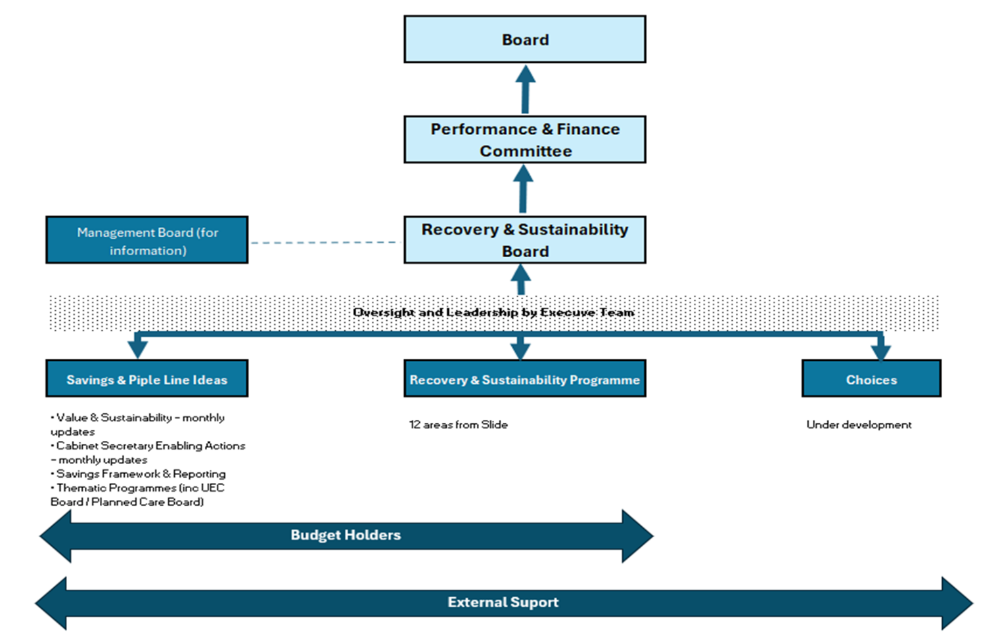 Board
Performance & Finance
Committee
Management Board (for
information)
Recovery & Sustainability
Board
Oversight and Leadership by Execuve Team
Savings & Piple Line Ideas
Recovery & Sustainability Programme
Choices
• Value & Sustainability – monthly
updates
• Cabinet Secretary Enabling Actions
– monthly updates
• Savings Framework & Reporting
• Thematic Programmes (inc UEC
Board / Planned Care Board)
12 areas from Slide
Under development
Budget Holders
External Suport